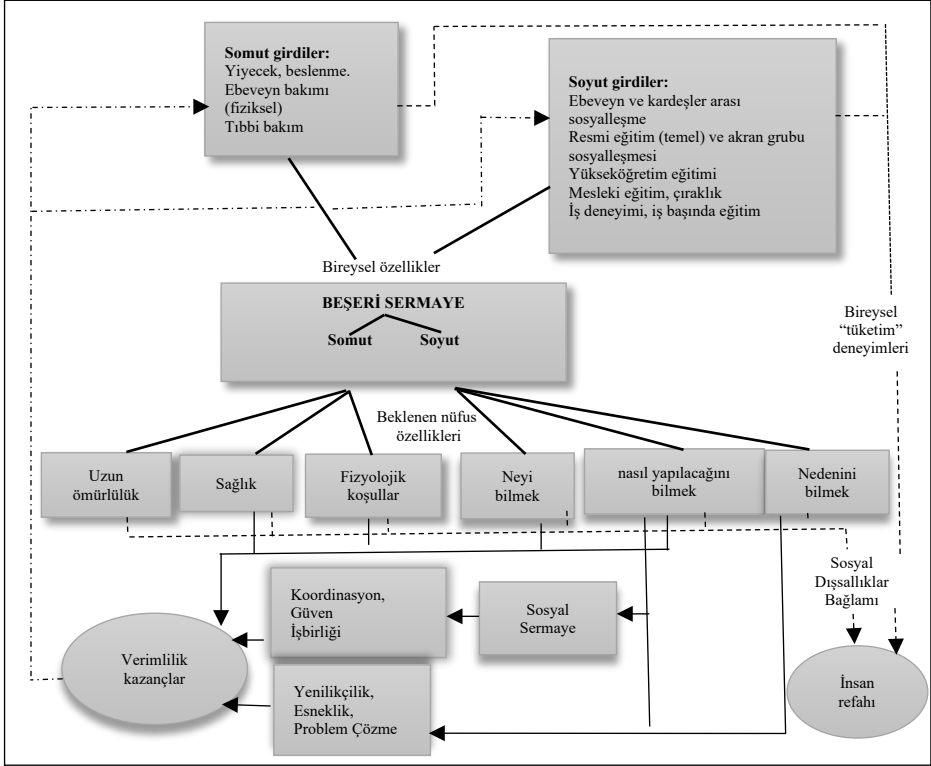 Somut girdiler:
Yiyecek, beslenme.
Ebeveyn bakımı
(fiziksel)
Tıbbi bakım
Soyut girdiler:
Ebeveyn ve kardeşler arası
sosyalleşme
Resmi eğitim (temel) ve akran grubu
sosyalleşmesi
Yükseköğretim eğitimi
Mesleki eğitim, çıraklık
İş deneyimi, iş başında eğitim
Bireysel özellikler
BEŞERİ SERMAYE
Somut Soyut
Bireysel
“tüketim”
deneyimleri
Beklenen nüfus
özellikleri
Uzun
ömürlülük
Sağlık
Fizyolojik
koşullar
Neyi
bilmek
nasıl yapılacağını
bilmek
Nedenini
bilmek
Sosyal
Dışsallıklar
Bağlamı
Koordinasyon,
Güven
İşbirliği
Sosyal
Sermaye
Verimlilik
kazançlar
Yenilikçilik,
Esneklik,
Problem Çözme
İnsan
refahı